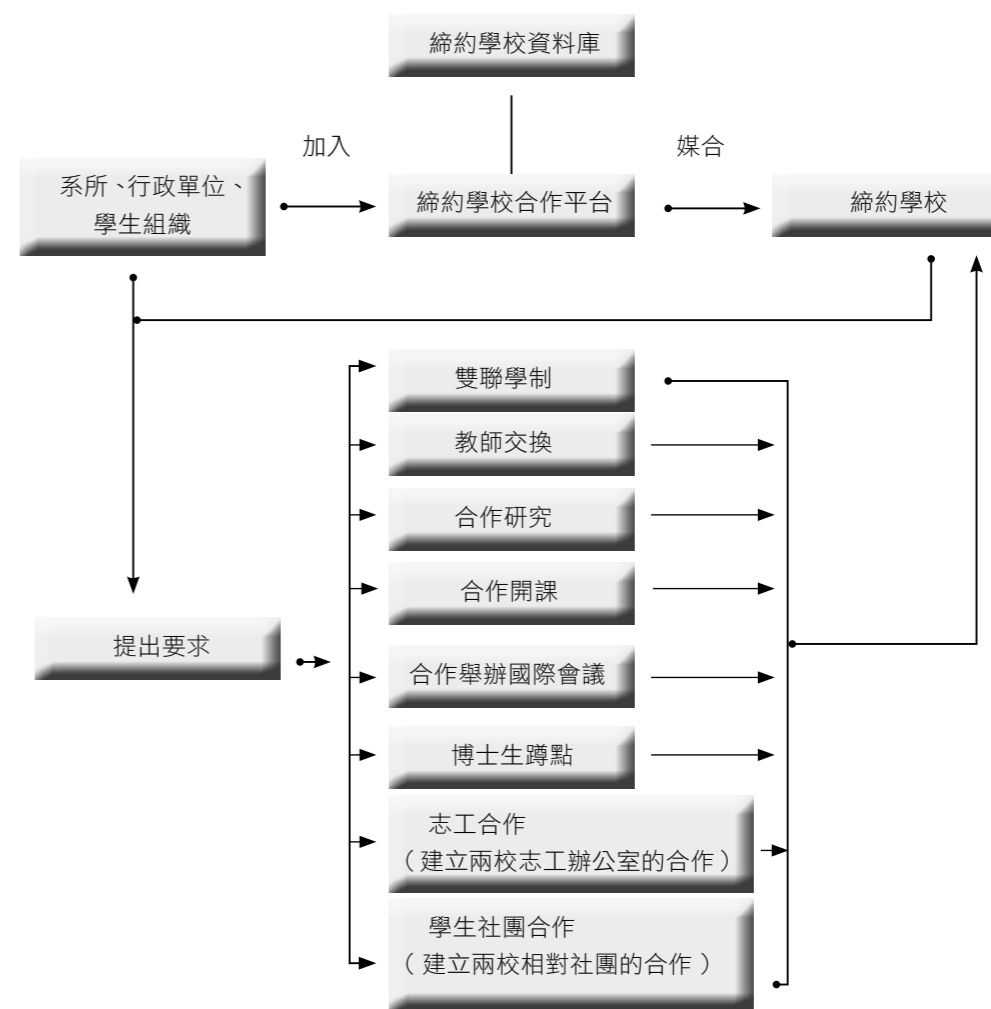 締約學校資料庫
加入
媒合
系所、行政單位、
學生組織
締約學校合作平台
締約學校
雙聯學制
教師交換
合作研究
合作開課
提出要求
合作舉辦國際會議
博士生蹲點
志工合作
（建立兩校志工辦公室的合作）
學生社團合作
（建立兩校相對社團的合作）